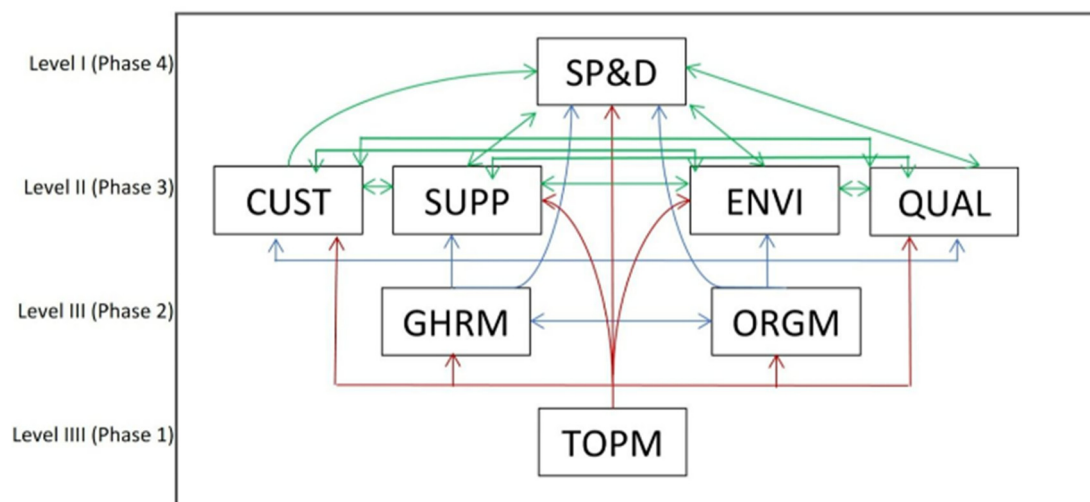 Level I (Phase 4)
SP&D
Level II (Phase 3)
CUST
SUPP
ENVI
QUAL
Level III (Phase 2)
GHRM
ORGM
Level IIII (Phase 1)
TOPM